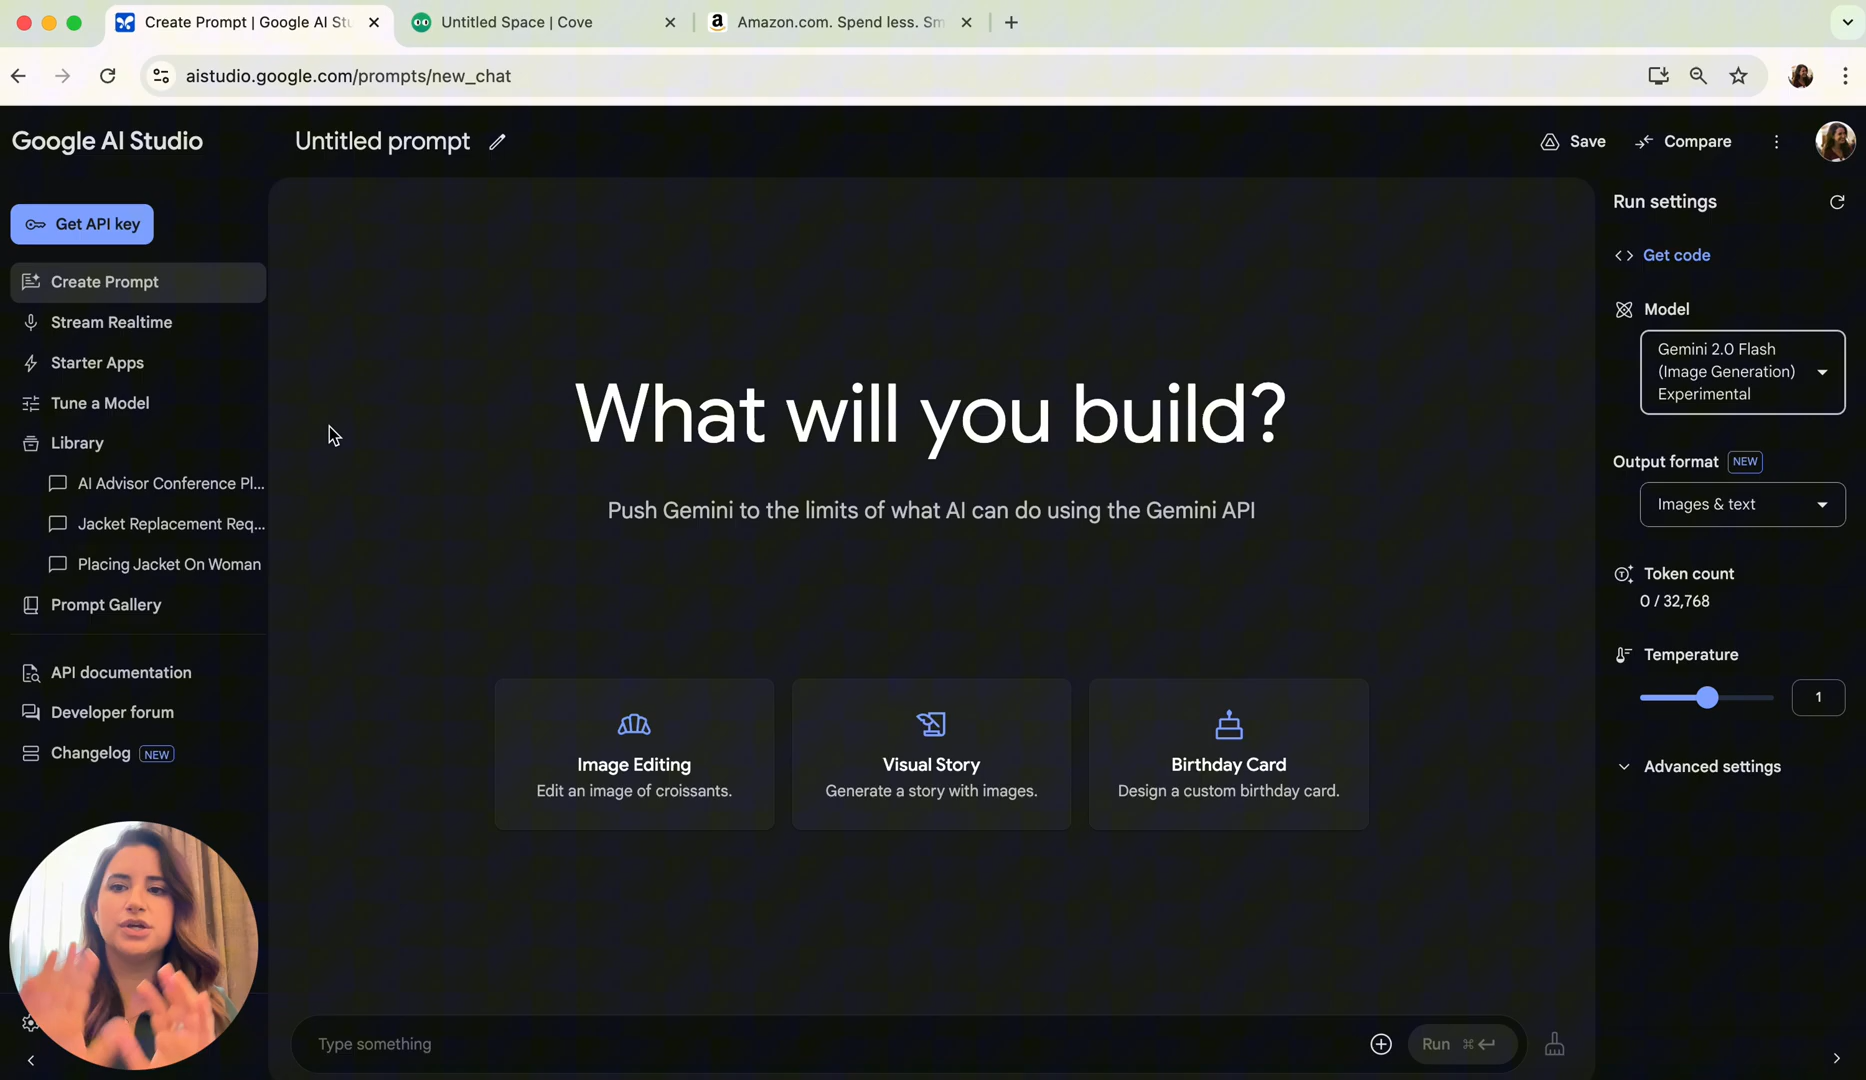 Create Prompt | Google AI Stu
Untitled Space | Cove
Amazon.com. Spend less. Sm
aistudio.google.com/prompts/new_chat
Google AI Studio
Untitled prompt
Save
Compare
Get API key
Create Prompt
Stream Realtime
Starter Apps
Tune a Model
Library
AI Advisor Conference Pl...
Jacket Replacement Req...
Placing Jacket On Woman
Prompt Gallery
API documentation
Developer forum
Changelog NEW
What will you build?
Push Gemini to the limits of what AI can do using the Gemini API
Image Editing
Edit an image of croissants.
Visual Story
Generate a story with images.
Birthday Card
Design a custom birthday card.
Type something
Run ⌘
Run settings
Get code
Model
Gemini 2.0 Flash
(Image Generation)
Experimental
Output format NEW
Images & text
Token count
0 / 32,768
Temperature
1
Advanced settings